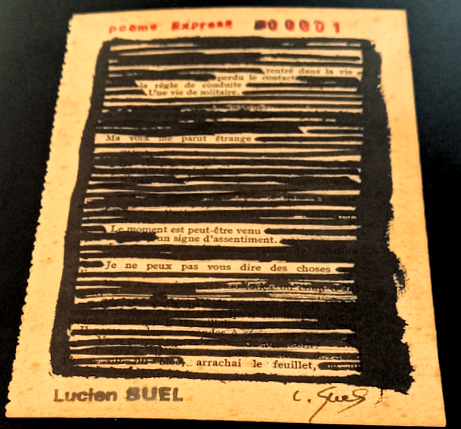 poème Express 000001
rentré dans la vie
perdu le contact
la règle de conduite
Une vie de solitaire,
Ma voix me parut étrange
Le moment est peut-être venu
un signe d'assentiment.
Je ne peux pas vous dire des choses
arrachai le feuillet,
Lucien SUEL
L. Suel